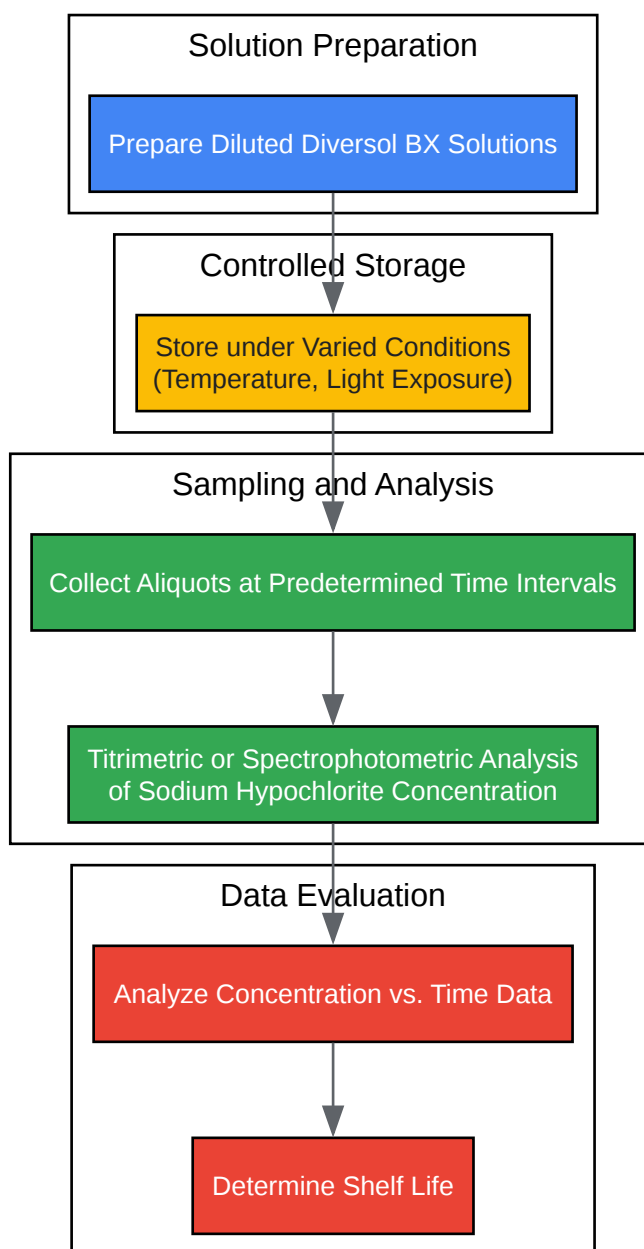 Solution Preparation
Prepare Diluted Diversol BX Solutions
Controlled Storage
Store under Varied Conditions
(Temperature, Light Exposure)
Sampling and Analysis
Collect Aliquots at Predetermined Time Intervals
Titrimetric or Spectrophotometric Analysis
of Sodium Hypochlorite Concentration
Data Evaluation
Analyze Concentration vs. Time Data
Determine Shelf Life